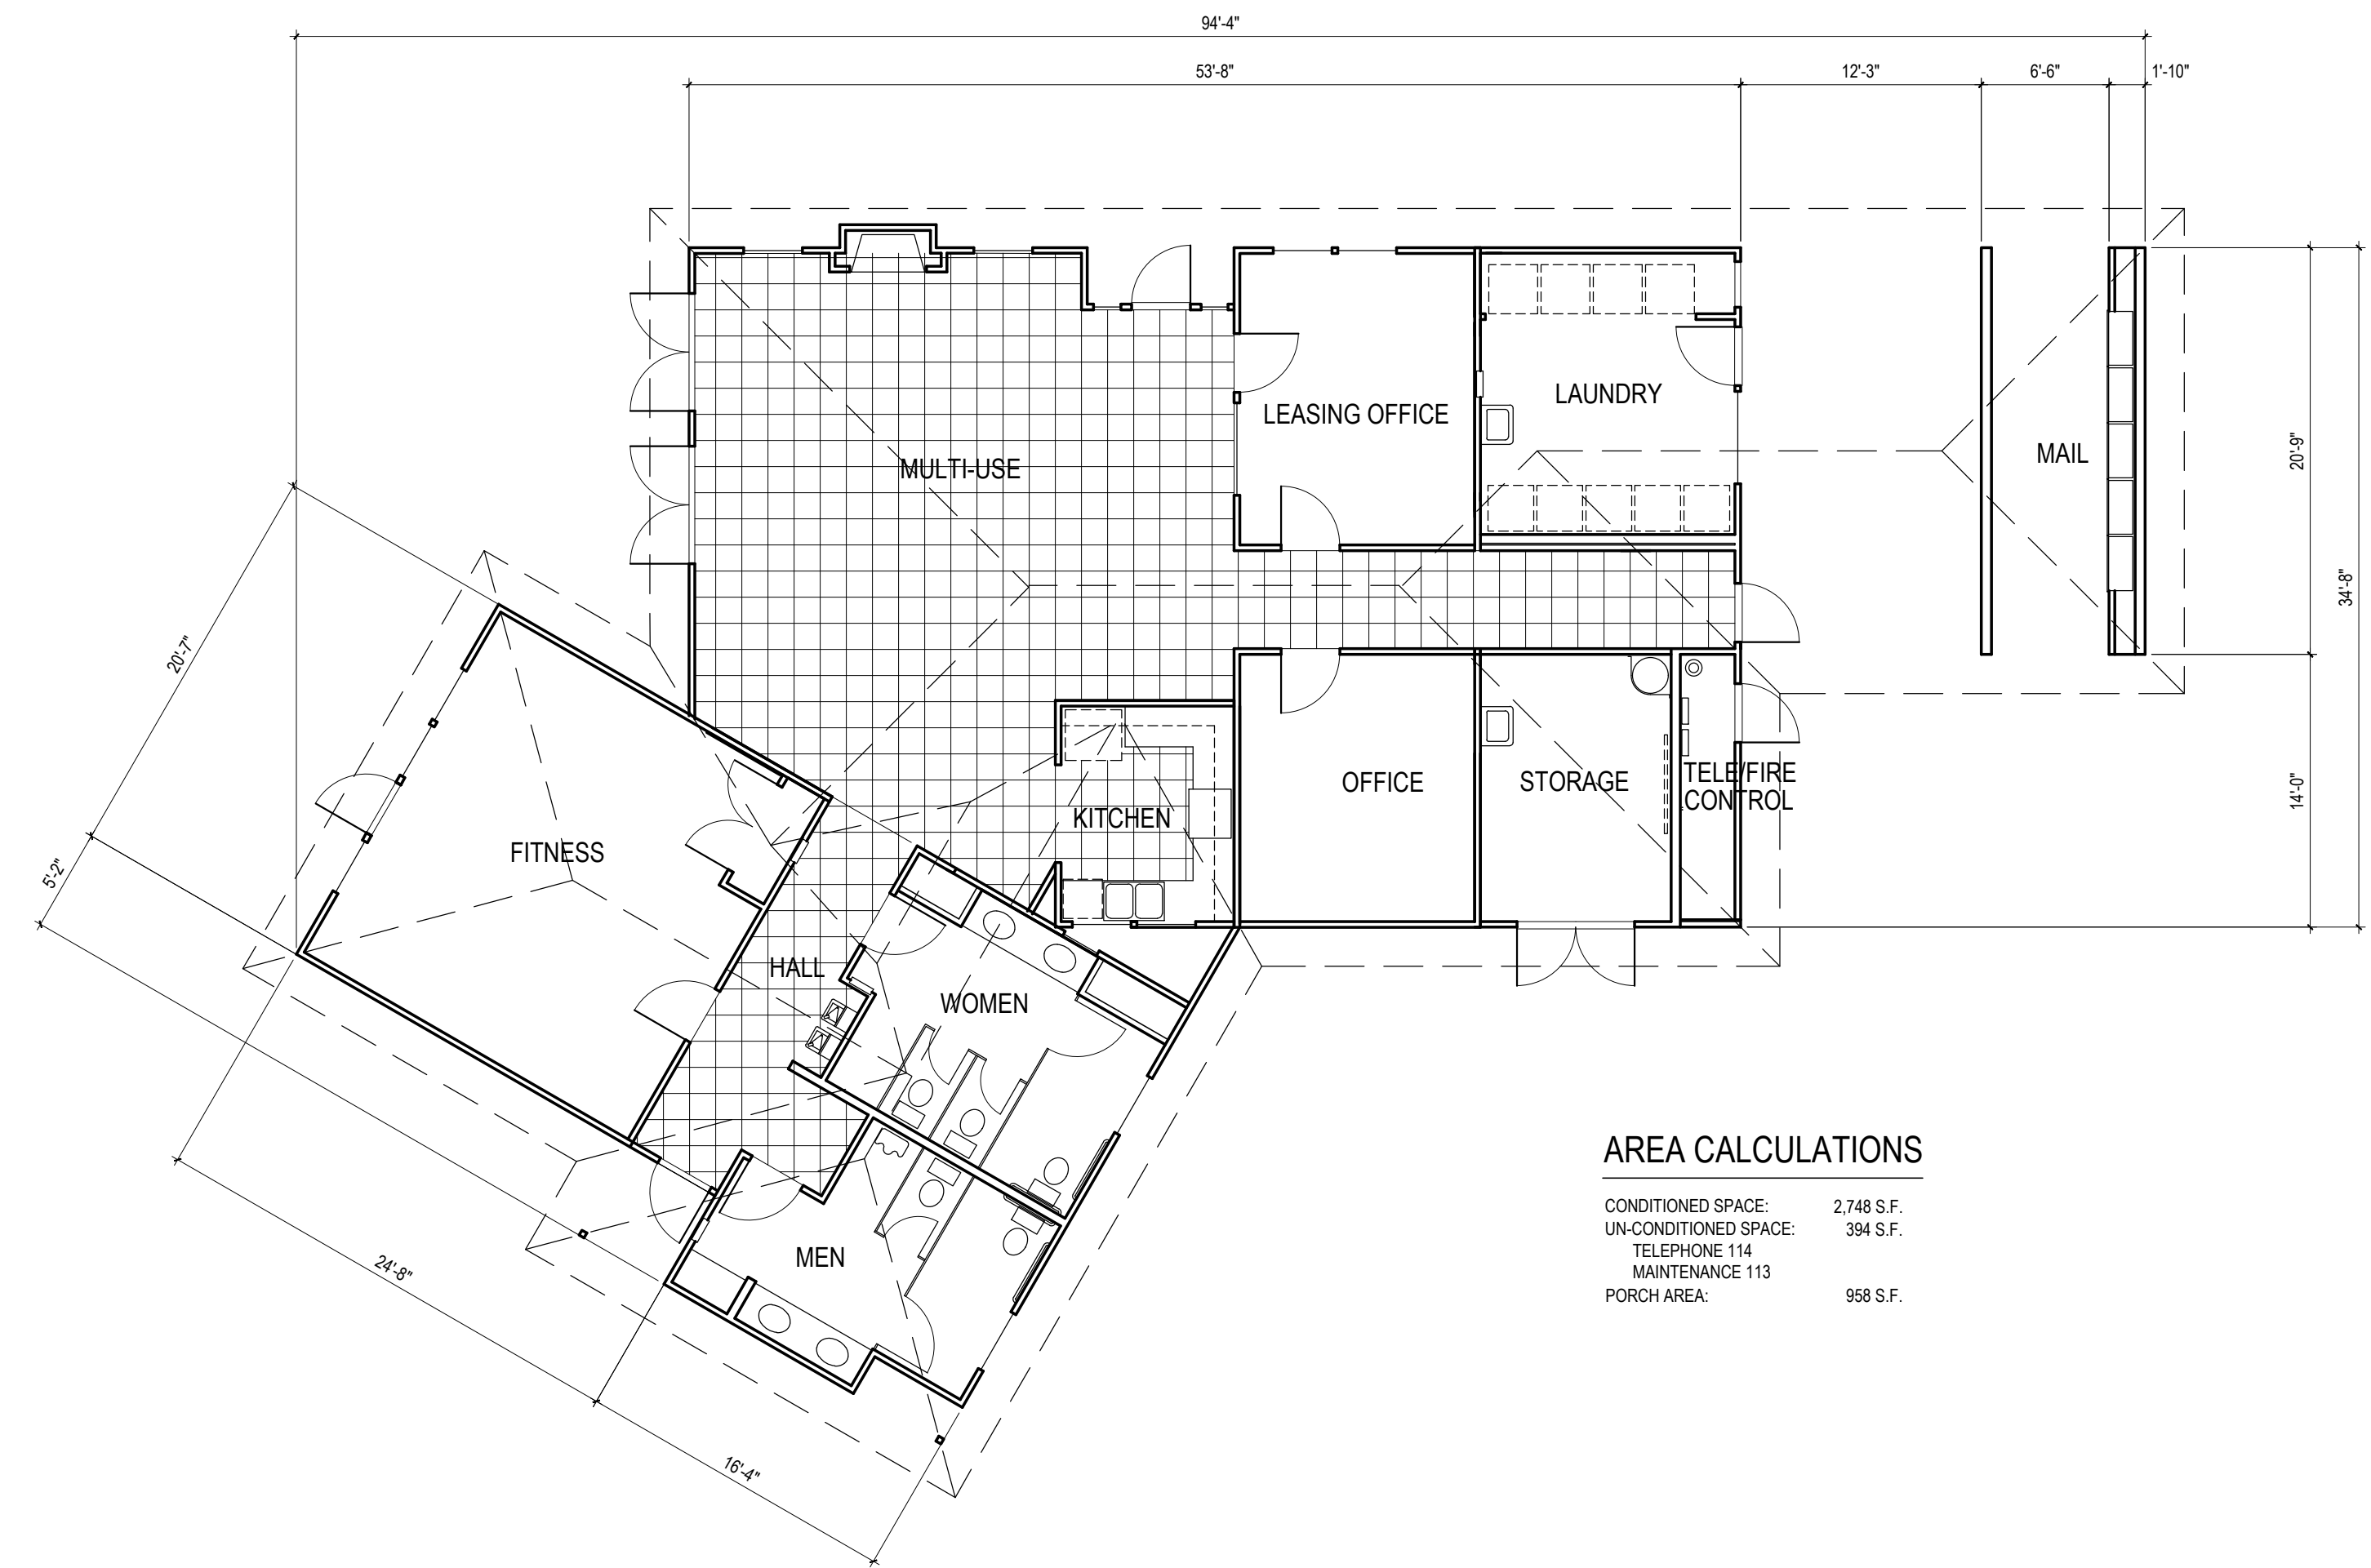 94'-4"
53'-8"
12'-3"
6'-6"
1'-10"
LEASING OFFICE
LAUNDRY
MULTI-USE
MAIL
20'-9"
34'-8"
20'-7"
5'-2"
FITNESS
KITCHEN
OFFICE
STORAGE
TELE/FIRE
CONTROL
14'-0"
HALL
WOMEN
MEN
24'-8"
16'-4"
AREA CALCULATIONS
CONDITIONED SPACE: 2,748 S.F.
UN-CONDITIONED SPACE: 394 S.F.
TELEPHONE 114
MAINTENANCE 113
PORCH AREA: 958 S.F.